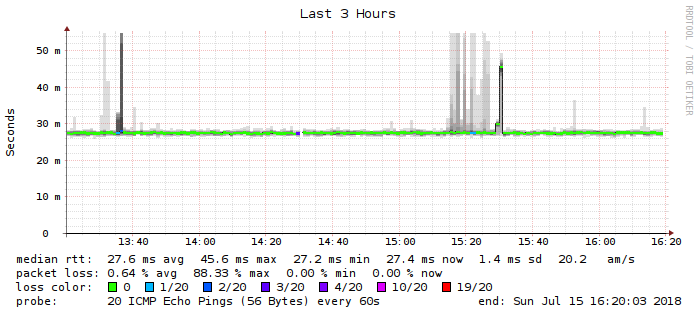 Last 3 Hours
RRDTOOL / TOBI OETIKER
Seconds
50 m
40 m
30 m
20 m
10 m
0
13:40 14:00 14:20 14:40 15:00 15:20 15:40 16:00 16:20
median rtt: 27.6 ms avg 45.6 ms max 27.2 ms min 27.4 ms now 1.4 ms sd 20.2 am/s
packet loss: 0.64 % avg 88.33 % max 0.00 % min 0.00 % now
loss color: 0 1/20 2/20 3/20 4/20 10/20 19/20
probe: 20 ICMP Echo Pings (56 Bytes) every 60s end: Sun Jul 15 16:20:03 2018